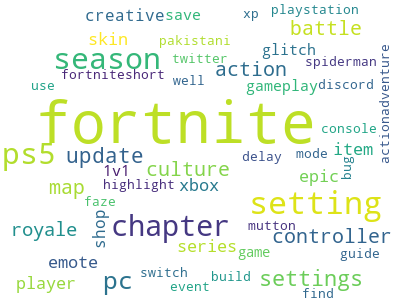 playstation
creative save xp
skin battle
pakistani
season twitter glitch
action spiderman
fortniteshort well gameplay discord
use
actionadventure
fortnite
console
ps5 update 1v1 culture delay mode bug item
highlight xbox epic
map
faze setting
shop chapter mutton
royale controller
series game guide
emote
pc switch build settings
player event find